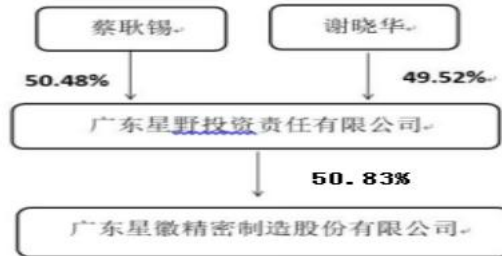 蔡耿锡 谢晓华
50.48% 49.52%
广东星野投资责任有限公司
50.83%
广东星徽精密制造股份有限公司